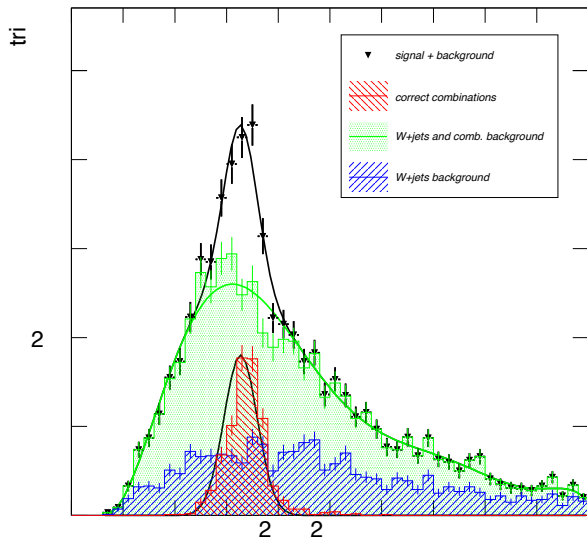 tri
signal + background
correct combinations
W+jets and comb. background
W+jets background
2
2 2